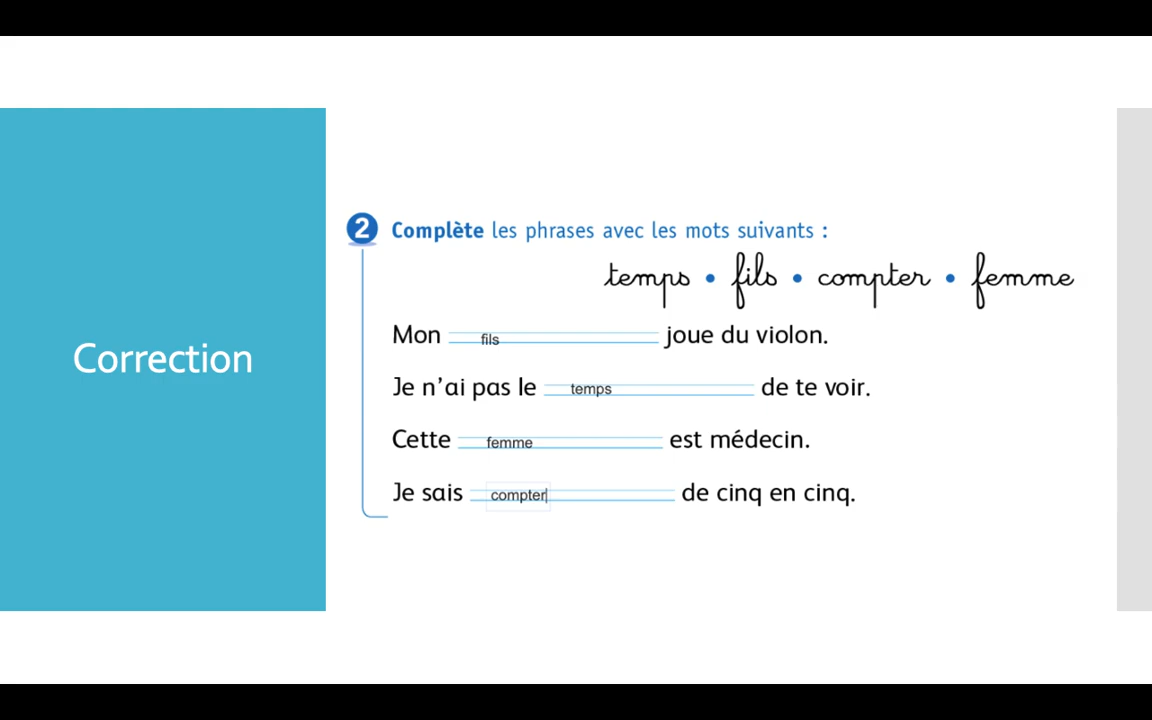 Correction
2 Complète les phrases avec les mots suivants :
temps • fils • compter • femme
Mon fils joue du violon.
Je n'ai pas le temps de te voir.
Cette femme est médecin.
Je sais compter de cinq en cinq.